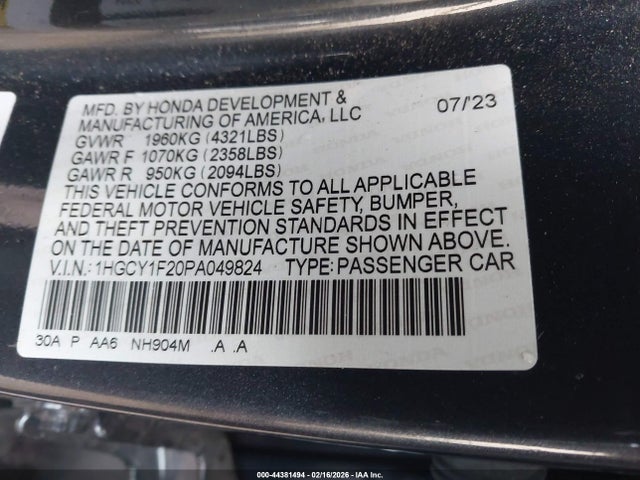 MFD. BY HONDA DEVELOPMENT & 07/'23
MANUFACTURING OF AMERICA, LLC
GVWR 1960KG (4321LBS)
GAWR F 1070KG (2358LBS)
GAWR R 950KG (2094LBS)
THIS VEHICLE CONFORMS TO ALL APPLICABLE
FEDERAL MOTOR VEHICLE SAFETY, BUMPER,
AND THEFT PREVENTION STANDARDS IN EFFECT
ON THE DATE OF MANUFACTURE SHOWN ABOVE.
V.I.N.: 1HGCY1F20PA049824 TYPE: PASSENGER CAR
30A P AA6 NH904M .A .A
000-44381494 | 02/16/2026 - IAA Inc.